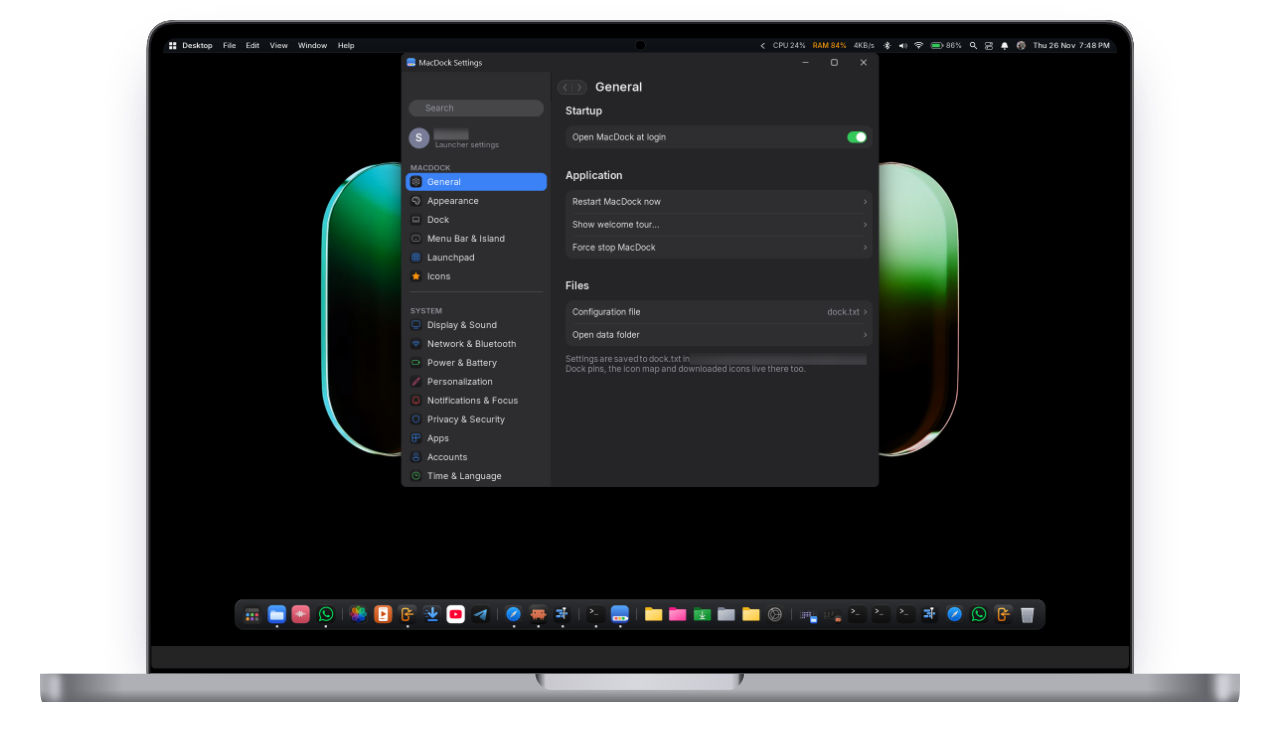 Desktop File Edit View Window Help
< CPU 24% RAM 84% 4KB/s 86% Thu 26 Nov 7:48 PM
MacDock Settings
General
Search
Startup
S
Launcher settings
Open MacDock at login
MACDOCK
General
Appearance
Dock
Menu Bar & Island
Launchpad
Icons
Application
Restart MacDock now
Show welcome tour...
Force stop MacDock
Files
Configuration file dock.txt
Open data folder
Settings are saved to dock.txt in
Dock pins, the icon map and downloaded icons live there too.
SYSTEM
Display & Sound
Network & Bluetooth
Power & Battery
Personalization
Notifications & Focus
Privacy & Security
Apps
Accounts
Time & Language